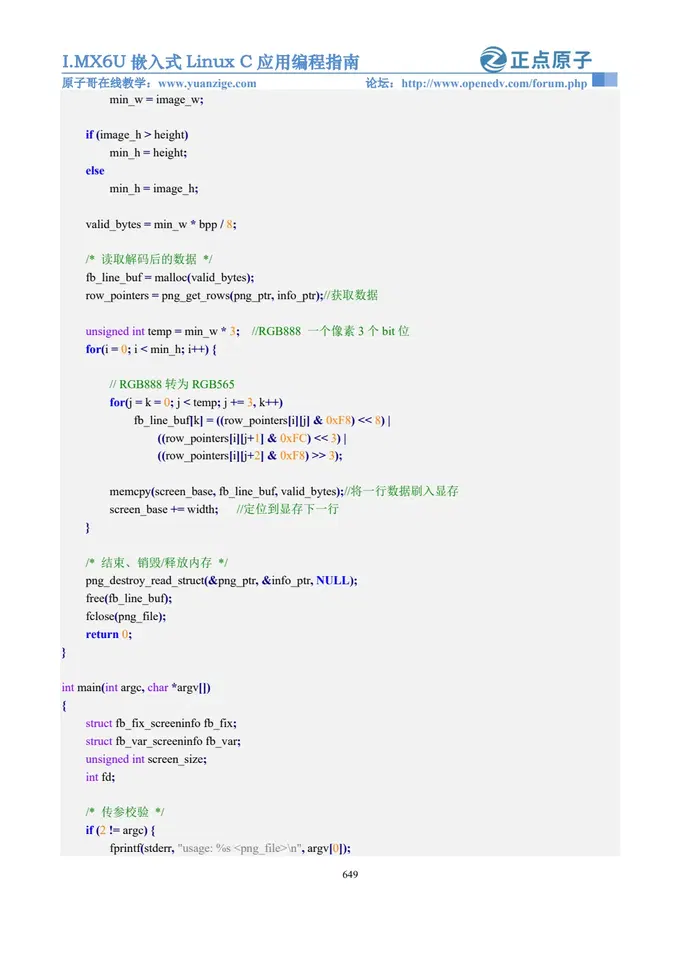 I.MX6U 嵌入式 Linux C 应用编程指南
正点原子
原子哥在线教学：www.yuanzige.com 论坛：http://www.openedv.com/forum.php
min_w = image_w;
if (image_h > height)
min_h = height;
else
min_h = image_h;
valid_bytes = min_w * bpp / 8;
/* 读取解码后的数据 */
fb_line_buf = malloc(valid_bytes);
row_pointers = png_get_rows(png_ptr, info_ptr);//获取数据
unsigned int temp = min_w * 3; //RGB888 一个像素 3 个 bit 位
for(i = 0; i < min_h; i++) {
// RGB888 转为 RGB565
for(j = k = 0; j < temp; j += 3, k++)
fb_line_buf[k] = ((row_pointers[i][j] & 0xF8) << 8) |
((row_pointers[i][j+1] & 0xFC) << 3) |
((row_pointers[i][j+2] & 0xF8) >> 3);
memcpy(screen_base, fb_line_buf, valid_bytes);//将一行数据刷入显存
screen_base += width; //定位到显存下一行
}
/* 结束、销毁/释放内存 */
png_destroy_read_struct(&png_ptr, &info_ptr, NULL);
free(fb_line_buf);
fclose(png_file);
return 0;
}
int main(int argc, char *argv[])
{
struct fb_fix_screeninfo fb_fix;
struct fb_var_screeninfo fb_var;
unsigned int screen_size;
int fd;
/* 传参校验 */
if (2 != argc) {
fprintf(stderr, "usage: %s <png_file>\n", argv[0]);
649